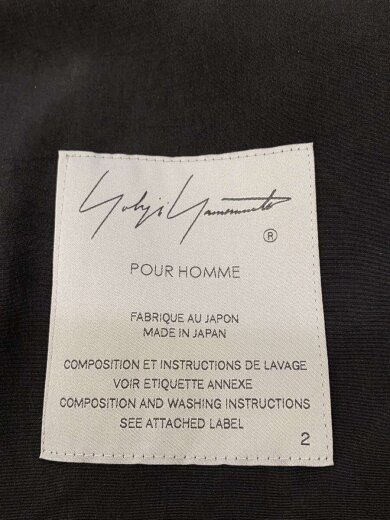 Yohji Yamamoto
®
POUR HOMME
FABRIQUE AU JAPON
MADE IN JAPAN
COMPOSITION ET INSTRUCTIONS DE LAVAGE
VOIR ETIQUETTE ANNEXE
COMPOSITION AND WASHING INSTRUCTIONS
SEE ATTACHED LABEL
2